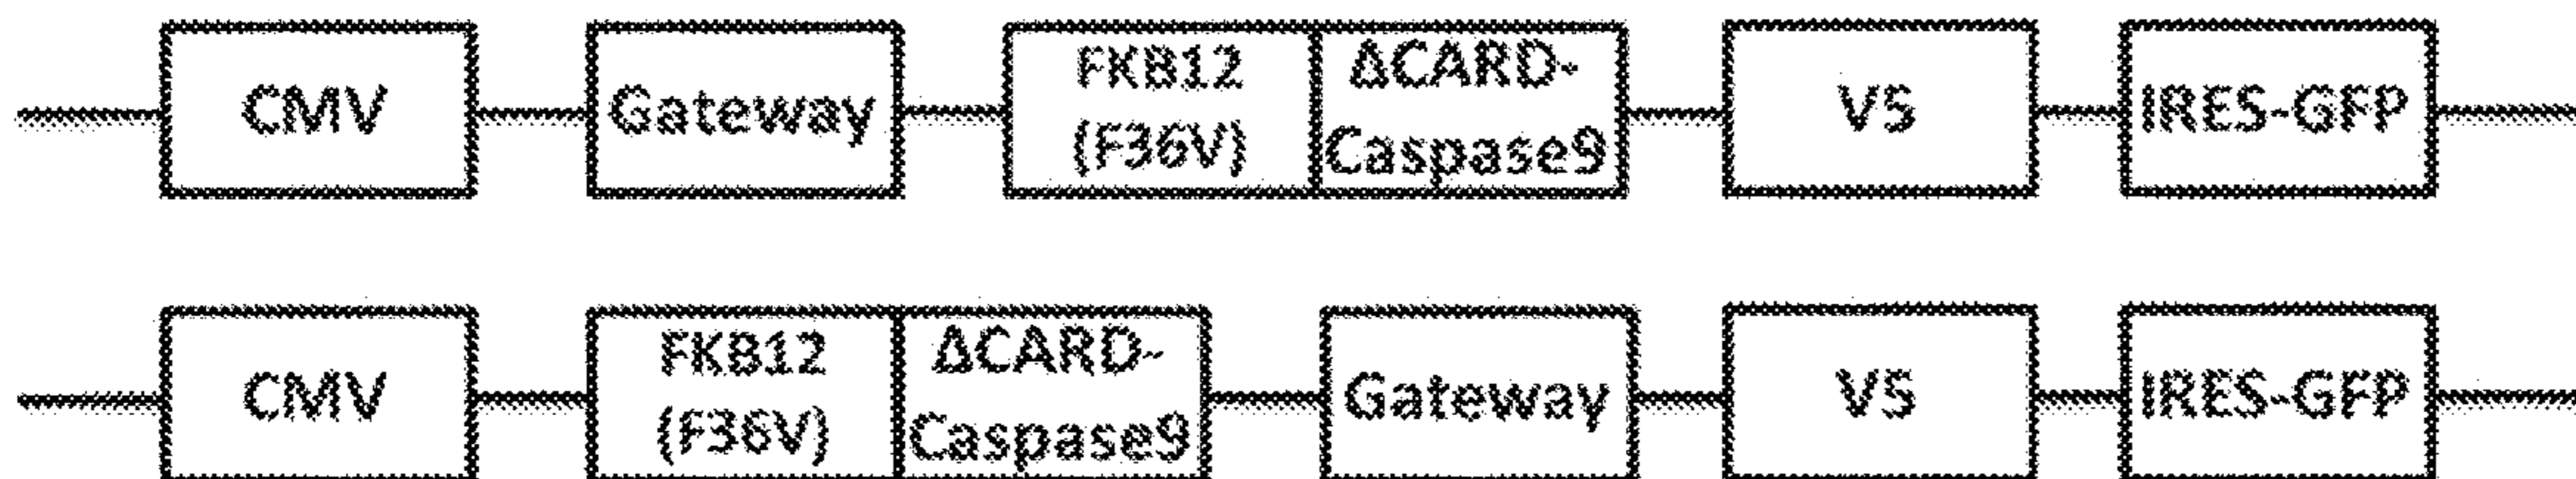 CMV
Gateway
FKB12
(F36V)
ΔCARD-
Caspase9
V5
IRES-GFP
CMV
FKB12
(F36V)
ΔCARD-
Caspase9
Gateway
V5
IRES-GFP